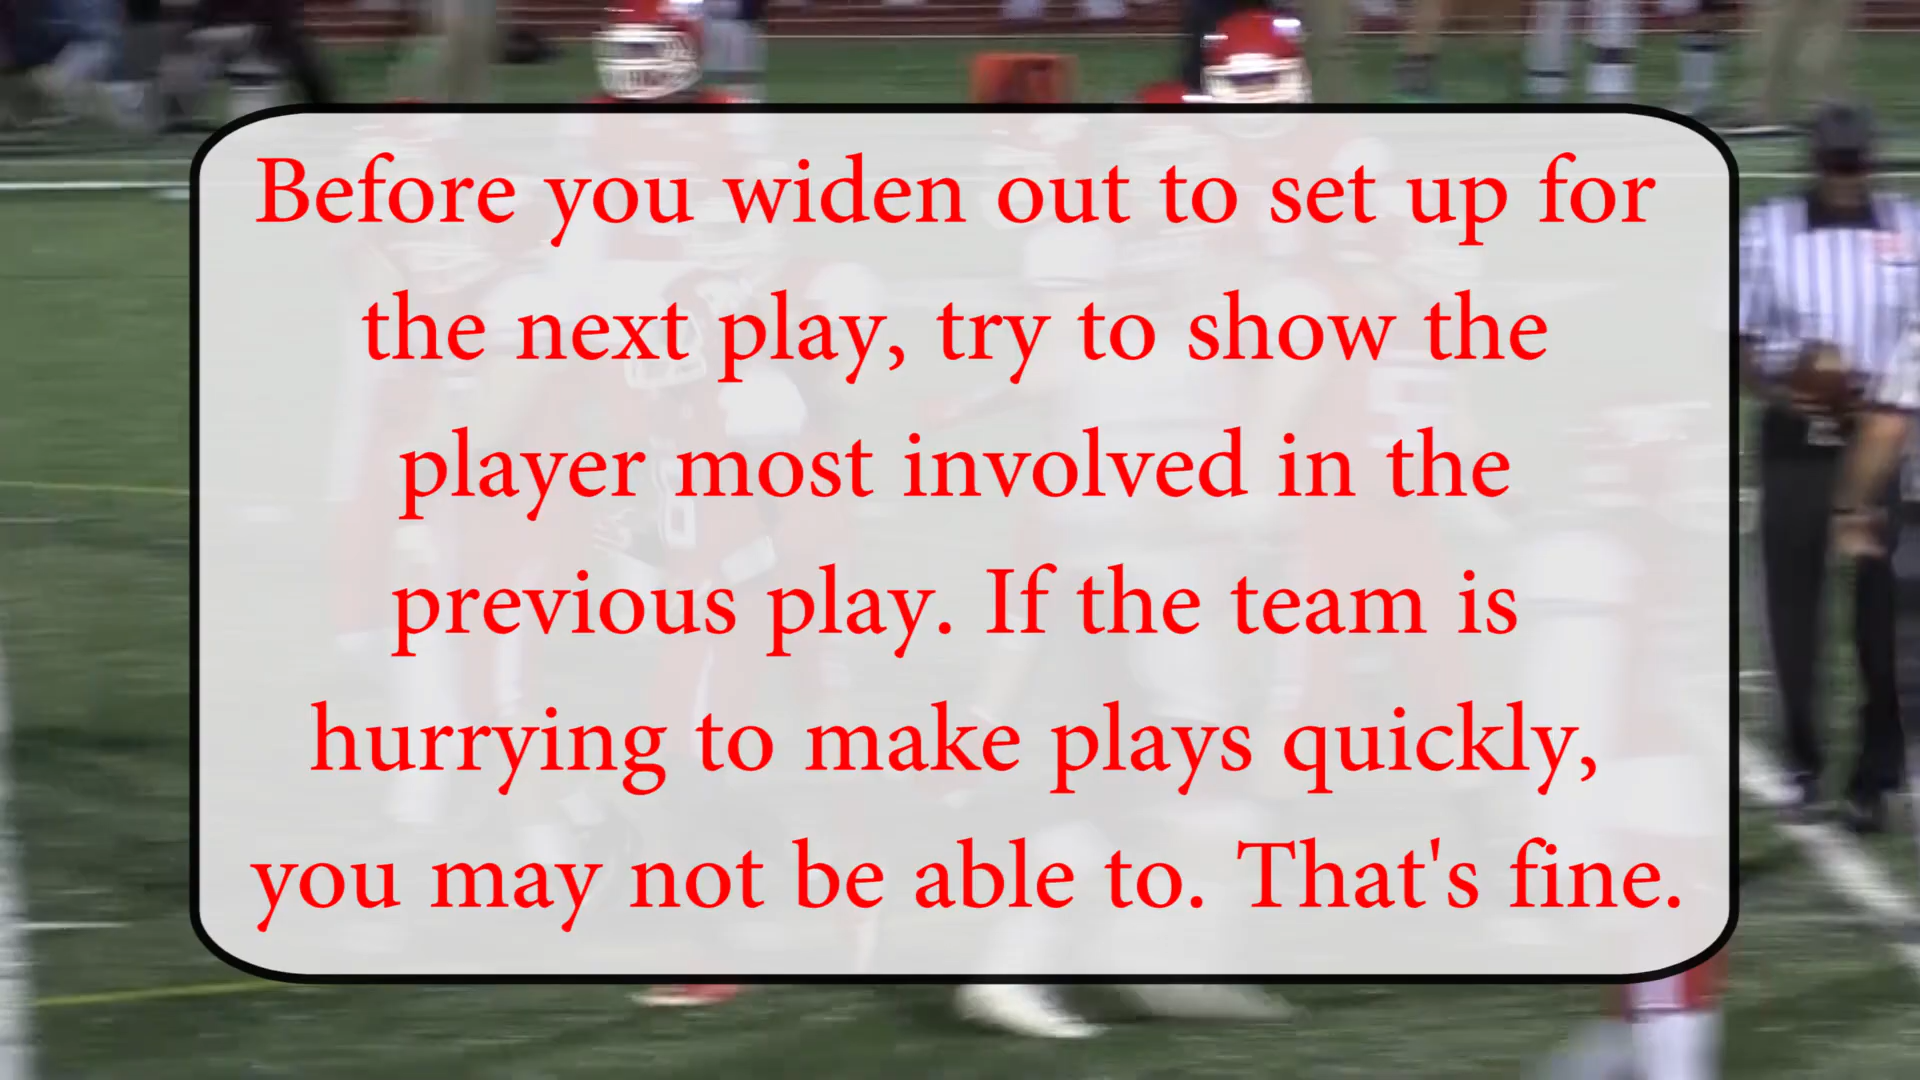 Before you widen out to set up for
the next play, try to show the
player most involved in the
previous play. If the team is
hurrying to make plays quickly,
you may not be able to. That's fine.